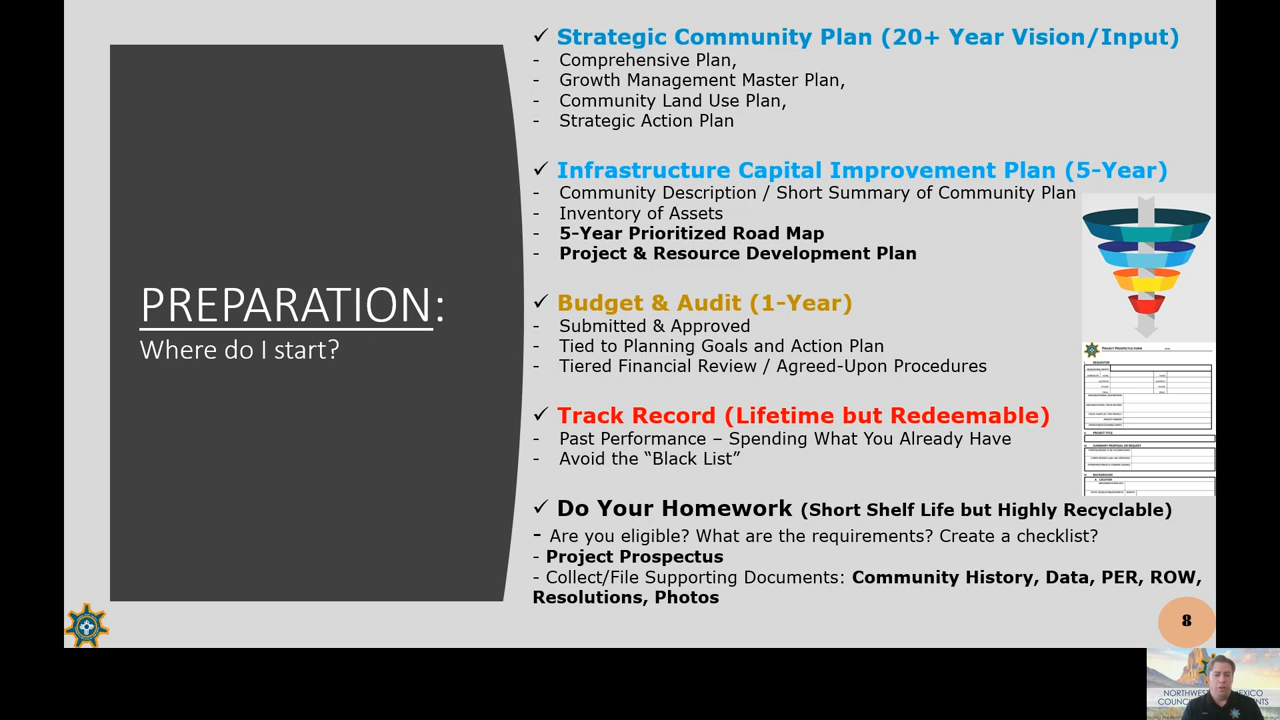 PREPARATION:
Where do I start?
✓ Strategic Community Plan (20+ Year Vision/Input)
- Comprehensive Plan,
- Growth Management Master Plan,
- Community Land Use Plan,
- Strategic Action Plan
✓ Infrastructure Capital Improvement Plan (5-Year)
- Community Description / Short Summary of Community Plan
- Inventory of Assets
- 5-Year Prioritized Road Map
- Project & Resource Development Plan
✓ Budget & Audit (1-Year)
- Submitted & Approved
- Tied to Planning Goals and Action Plan
- Tiered Financial Review / Agreed-Upon Procedures
✓ Track Record (Lifetime but Redeemable)
- Past Performance – Spending What You Already Have
- Avoid the “Black List”
✓ Do Your Homework (Short Shelf Life but Highly Recyclable)
- Are you eligible? What are the requirements? Create a checklist?
- Project Prospectus
- Collect/File Supporting Documents: Community History, Data, PER, ROW,
Resolutions, Photos
PROJECT PROSPECTUS FORM
PROJECT TITLE
BACKGROUND
8